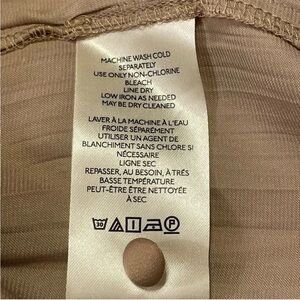 MACHINE WASH COLD
SEPARATELY
USE ONLY NON-CHLORINE
BLEACH
LINE DRY
LOW IRON AS NEEDED
MAY BE DRY CLEANED
LAVER À LA MACHINE À L'EAU
FROIDE SÉPARÉMENT
UTILISER UN AGENT DE
BLANCHIMENT SANS CHLORE SI
NÉCESSAIRE
LIGNE SEC
REPASSER, AU BESOIN, À TRÈS
BASSE TEMPÉRATURE
PEUT-ÊTRE ÊTRE NETTOYÉE
À SEC
30 P